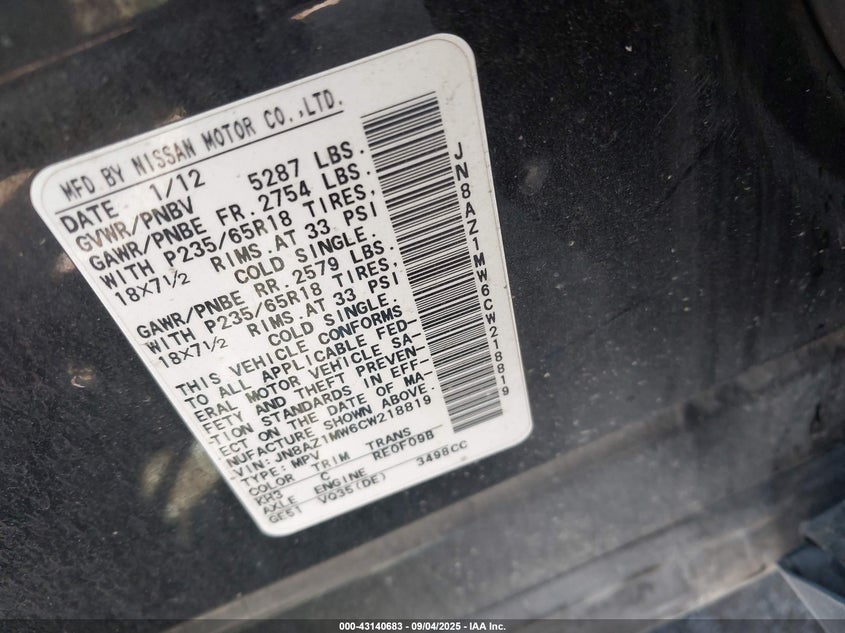 MFD BY NISSAN MOTOR CO.,LTD.
DATE 1/12
GVWR/PNBV 5287 LBS.
GAWR/PNBE FR. 2754 LBS.
WITH P235/65R18 TIRES,
18X7½ RIMS AT 33 PSI
COLD SINGLE.
GAWR/PNBE RR. 2579 LBS.
WITH P235/65R18 TIRES,
18X7½ RIMS AT 33 PSI
COLD SINGLE.
THIS VEHICLE CONFORMS
TO ALL APPLICABLE FED-
ERAL MOTOR VEHICLE SA-
FETY AND THEFT PREVEN-
TION STANDARDS IN EFF-
ECT ON THE DATE OF MA-
NUFACTURE SHOWN ABOVE.
VIN: JN8AZ1MW6CW218819
TYPE: MPV
COLOR TRIM TRANS
KH3 C RE0F09B
AXLE ENGINE
GF51 VQ35(DE) 3498CC
JN8AZ1MW6CW218819
000-43140683 - 09/04/2025 - IAA Inc.